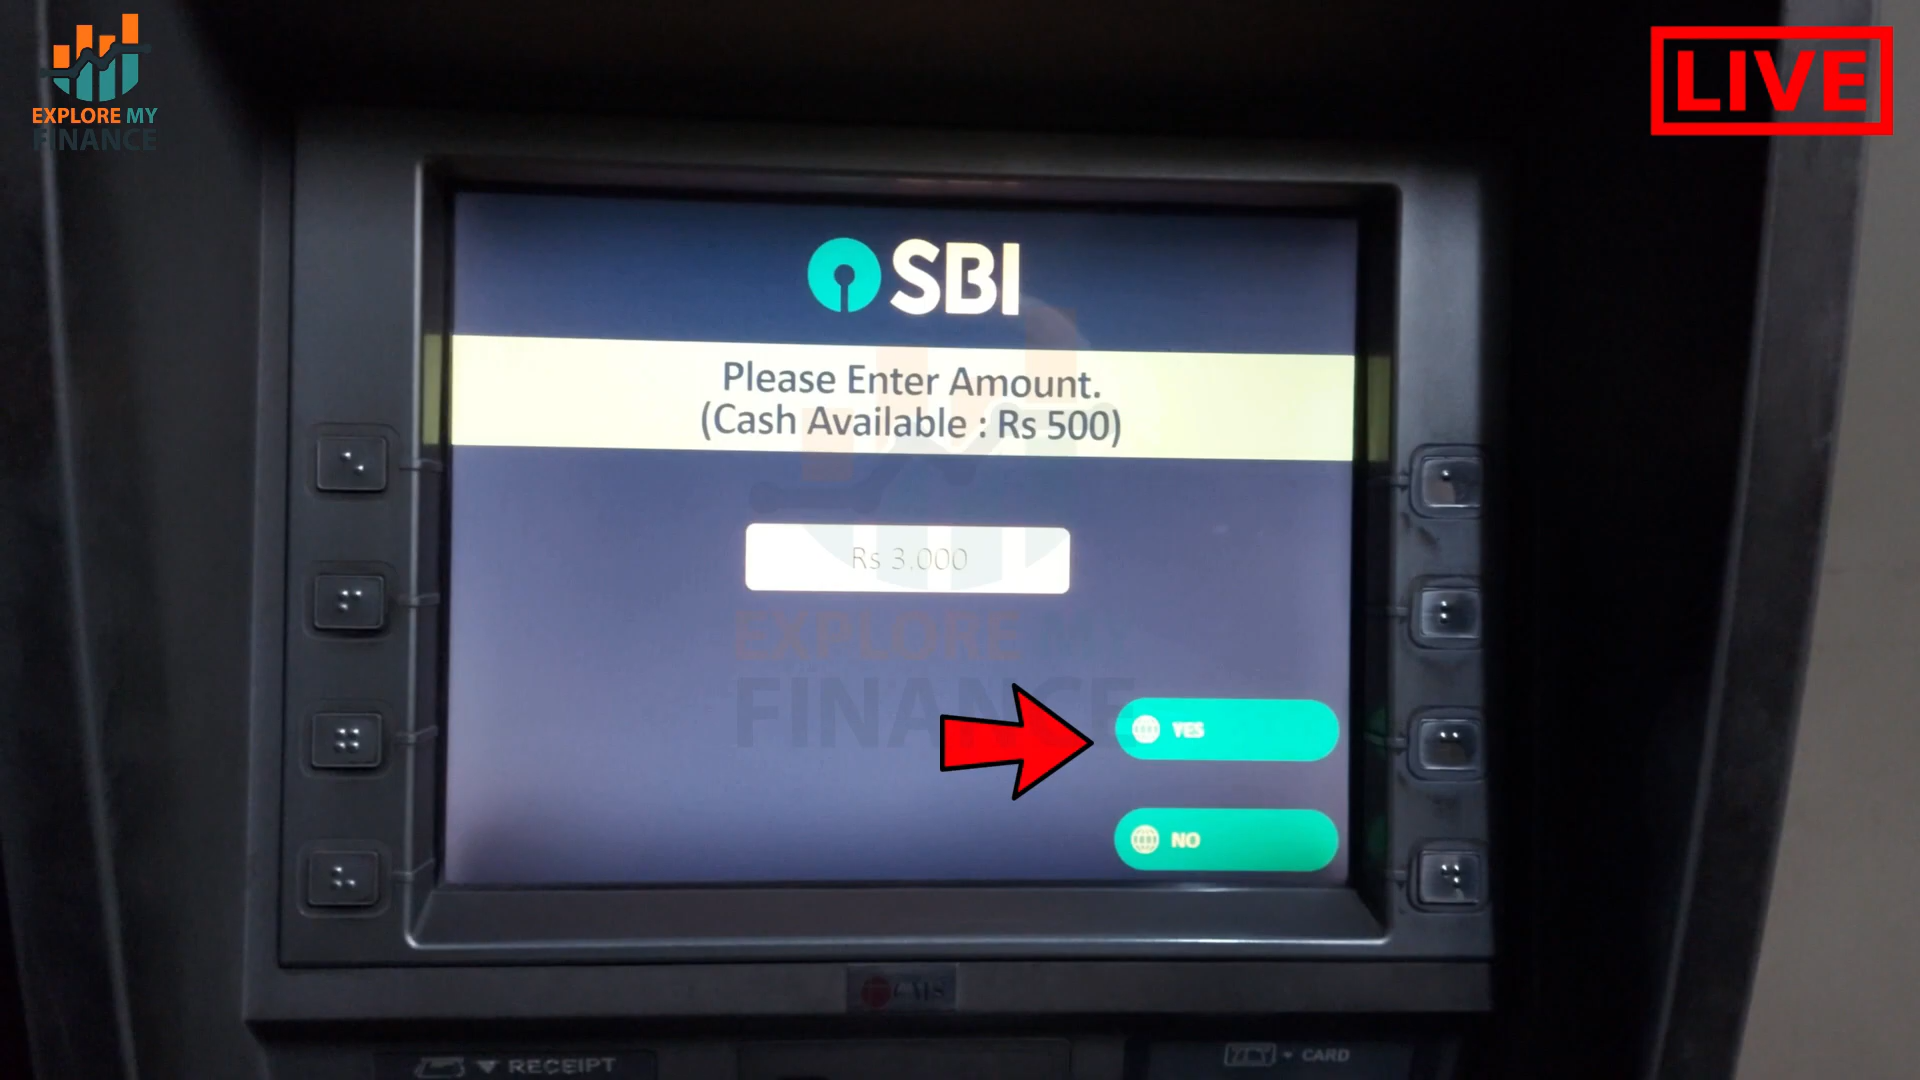 EXPLORE MY
FINANCE
LIVE
SBI
Please Enter Amount.
(Cash Available : Rs 500)
Rs 3,000
EXPLORE MY
FINANCE
YES
NO
RECEIPT
CARD